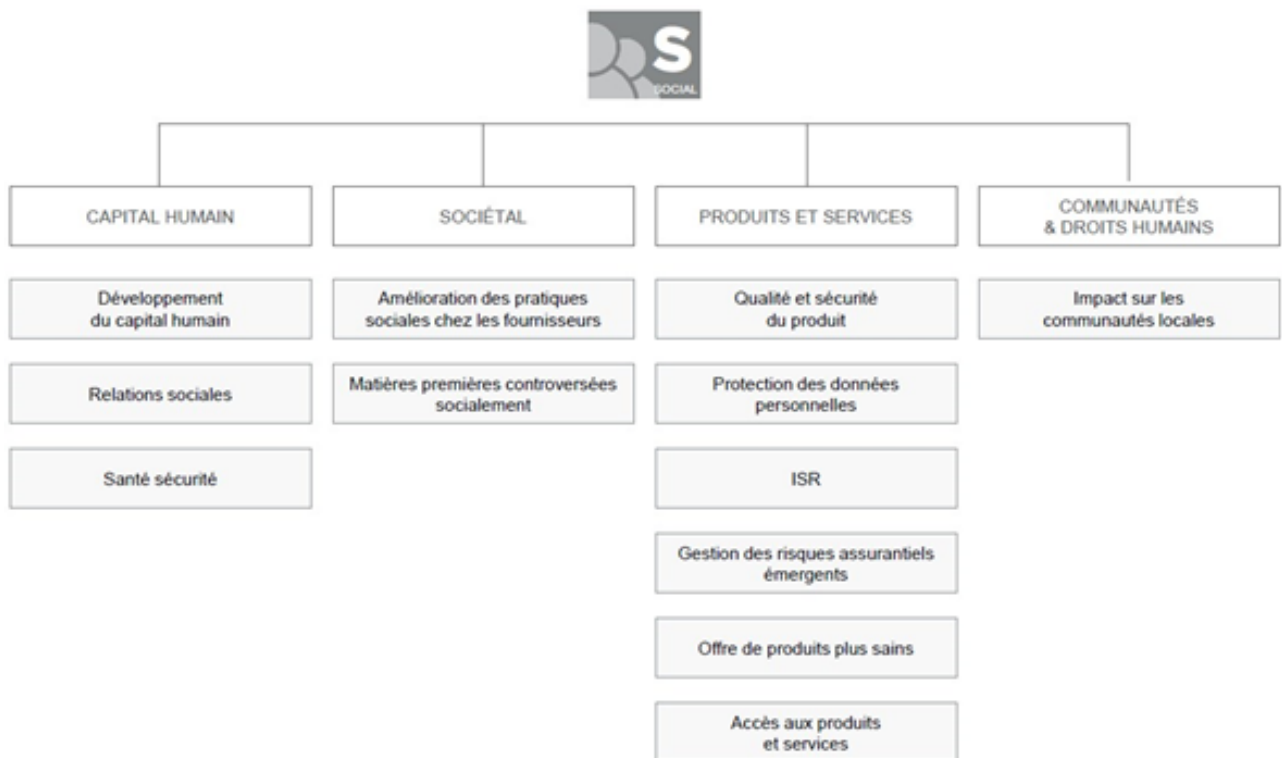 S
SOCIAL
CAPITAL HUMAIN
SOCIÉTAL
PRODUITS ET SERVICES
COMMUNAUTÉS
& DROITS HUMAINS
Développement
du capital humain
Relations sociales
Santé sécurité
Amélioration des pratiques
sociales chez les fournisseurs
Matières premières controversées
socialement
Qualité et sécurité
du produit
Protection des données
personnelles
ISR
Gestion des risques assurantiels
émergents
Offre de produits plus sains
Accès aux produits
et services
Impact sur les
communautés locales